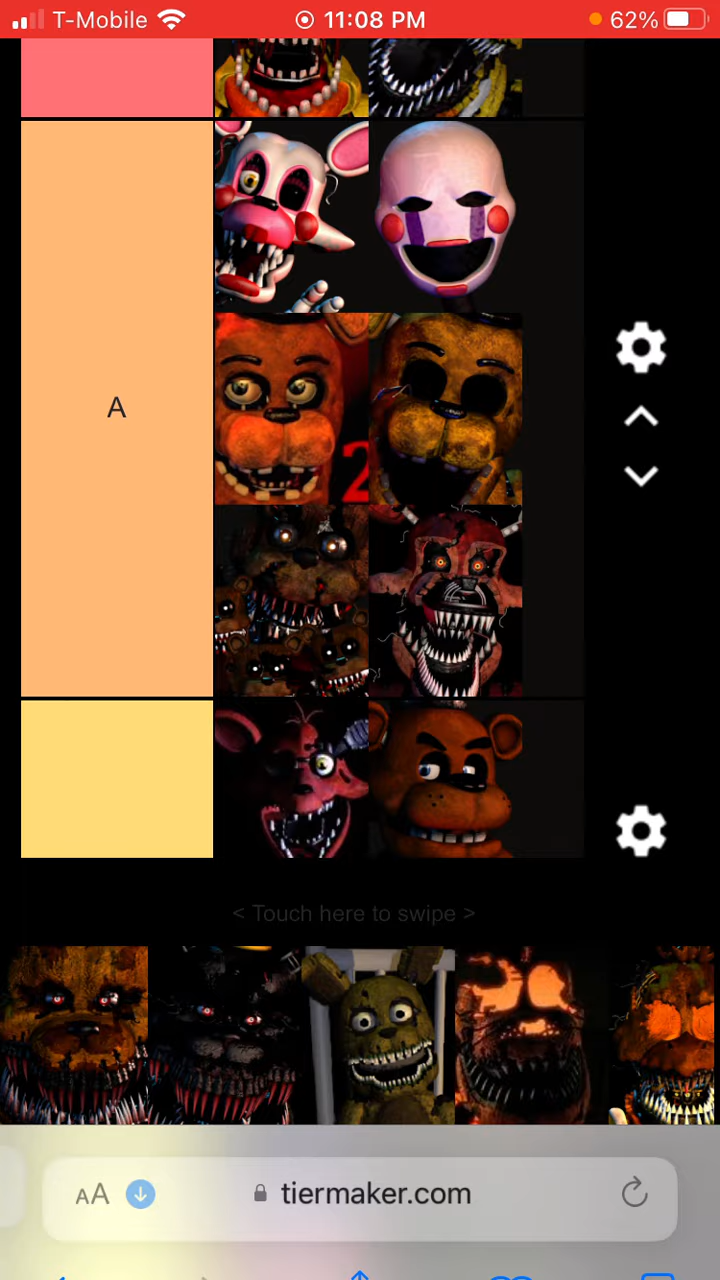 T-Mobile 11:08 PM 62%
A
2
< Touch here to swipe >
AA tiermaker.com